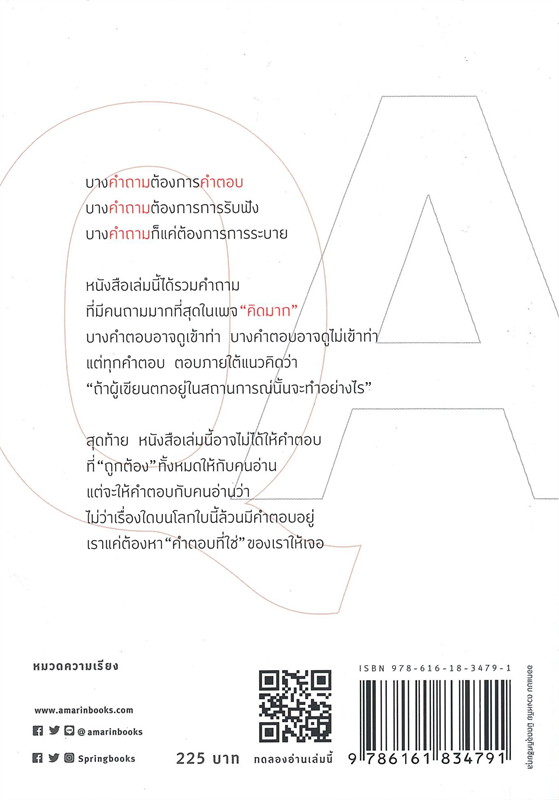 บางคำถามต้องการคำตอบ
บางคำถามต้องการการรับฟัง
บางคำถามก็แค่ต้องการการระบาย
หนังสือเล่มนี้ได้รวมคำถาม
ที่มีคนถามมากที่สุดในเพจ “คิดมาก”
บางคำตอบอาจดูเข้าท่า บางคำตอบอาจดูไม่เข้าท่า
แต่ทุกคำตอบ ตอบภายใต้แนวคิดว่า
“ถ้าผู้เขียนตกอยู่ในสถานการณ์นั้นจะทำอย่างไร”
สุดท้าย หนังสือเล่มนี้อาจไม่ได้ให้คำตอบ
ที่ “ถูกต้อง” ทั้งหมดให้กับคนอ่าน
แต่จะให้คำตอบกับคนอ่านว่า
ไม่ว่าเรื่องใดบนโลกใบนี้ล้วนมีคำตอบอยู่
เราแค่ต้องหา “คำตอบที่ใช่” ของเราให้เจอ
QA
หมวดความเรียง
www.amarinbooks.com
@amarinbooks
Springbooks
225 บาท
ทดลองอ่านเล่มนี้
ISBN 978-616-18-3479-1
9 786161 834791
ออกแบบ